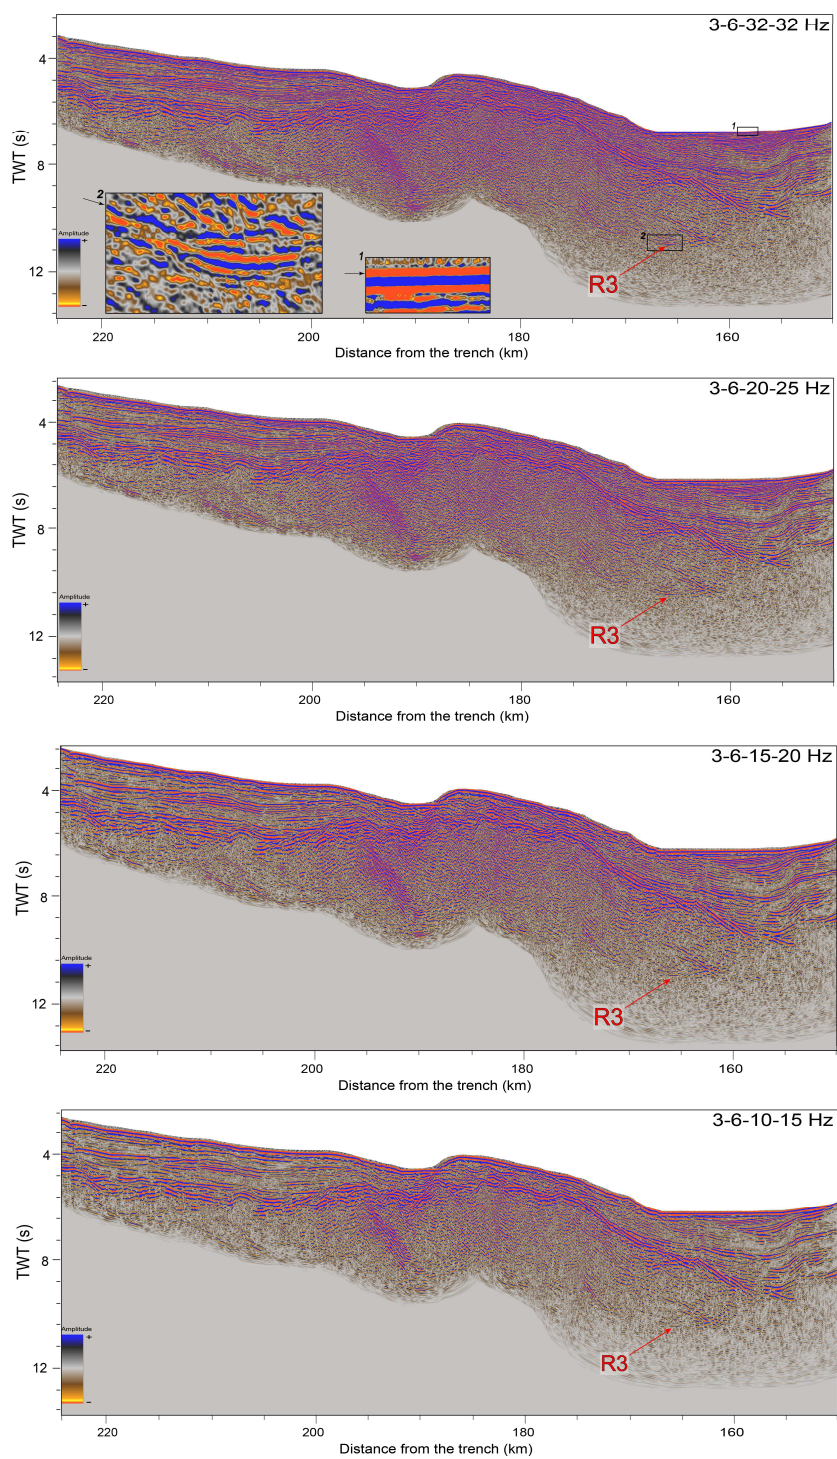 3-6-32-32 Hz
4
TWT (s)
8
12
1
2
Amplitude
+
−
1
2
R3
220
200
180
160
Distance from the trench (km)
3-6-20-25 Hz
4
TWT (s)
8
12
Amplitude
+
−
R3
220
200
180
160
Distance from the trench (km)
3-6-15-20 Hz
4
TWT (s)
8
12
Amplitude
+
−
R3
220
200
180
160
Distance from the trench (km)
3-6-10-15 Hz
4
TWT (s)
8
12
Amplitude
+
−
R3
220
200
180
160
Distance from the trench (km)